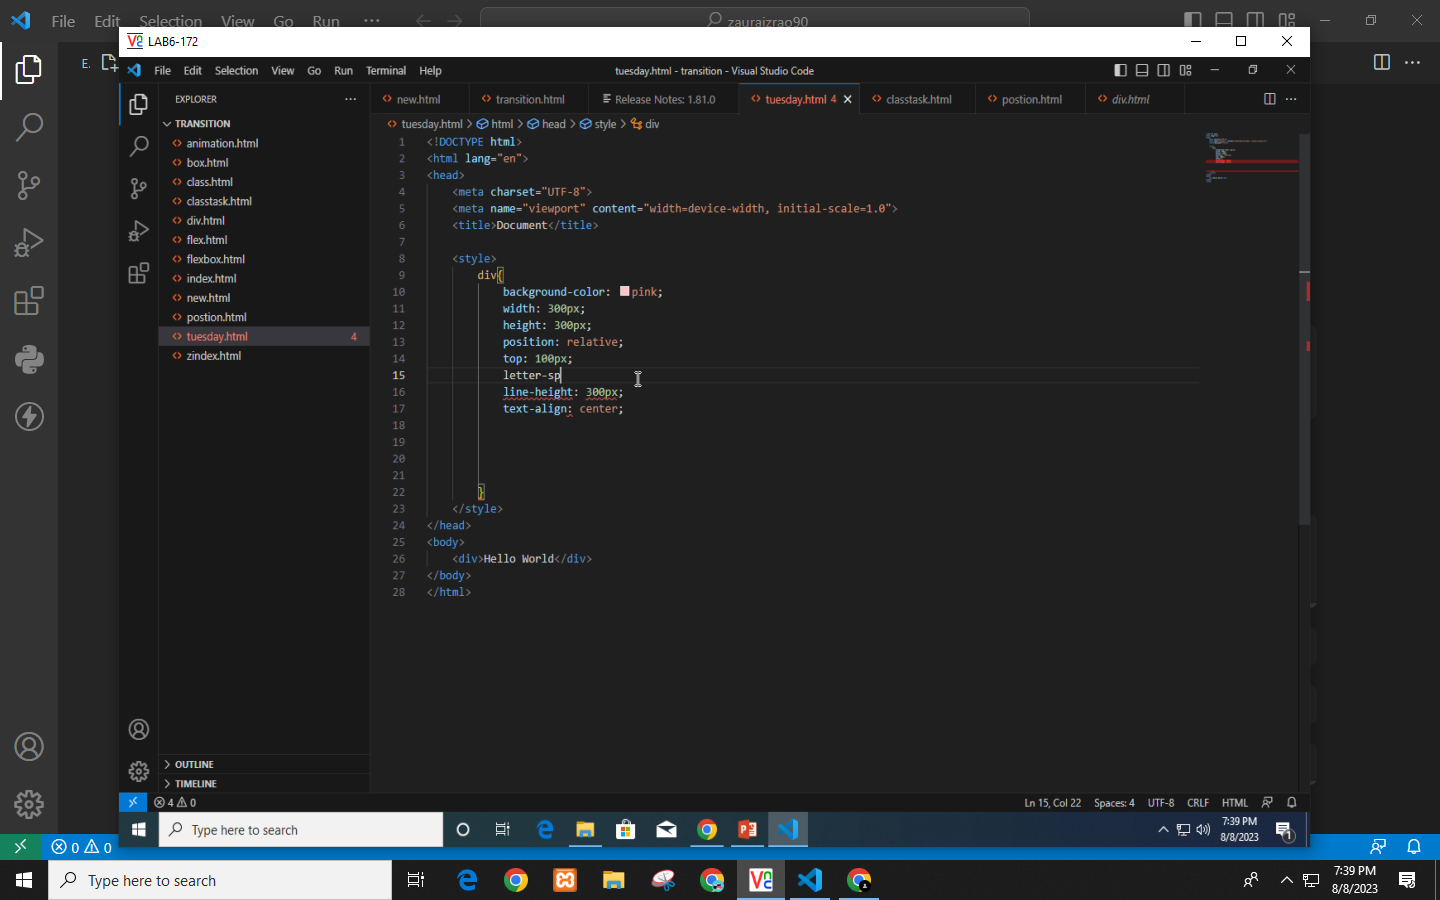 File Edit Selection View Go Run ... zauraizrao90
E.
LAB6-172
File Edit Selection View Go Run Terminal Help tuesday.html - transition - Visual Studio Code
EXPLORER
new.html transition.html Release Notes: 1.81.0 tuesday.html 4 classtask.html postion.html div.html
tuesday.html > html > head > style > div
TRANSITION
animation.html
box.html
class.html
classtask.html
div.html
flex.html
flexbox.html
index.html
new.html
postion.html
tuesday.html 4
zindex.html
OUTLINE
TIMELINE
1 <!DOCTYPE html>
2 <html lang="en">
3 <head>
4 <meta charset="UTF-8">
5 <meta name="viewport" content="width=device-width, initial-scale=1.0">
6 <title>Document</title>
7
8 <style>
9 div{
10 background-color: pink;
11 width: 300px;
12 height: 300px;
13 position: relative;
14 top: 100px;
15 letter-sp
16 line-height: 300px;
17 text-align: center;
18
19
20
21
22 }
23 </style>
24 </head>
25 <body>
26 <div>Hello World</div>
27 </body>
28 </html>
4 0 Ln 15, Col 22 Spaces: 4 UTF-8 CRLF HTML
Type here to search 7:39 PM
8/8/2023 1
0 0
Type here to search 7:39 PM
8/8/2023